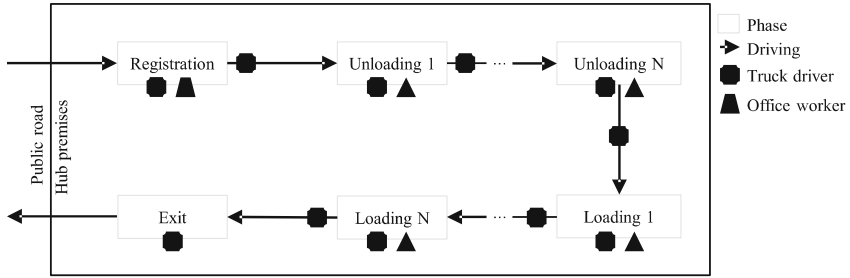 Registration
Unloading 1
...
Unloading N
Phase
Driving
Truck driver
Office worker
Public road
Hub premises
Exit
Loading N
...
Loading 1